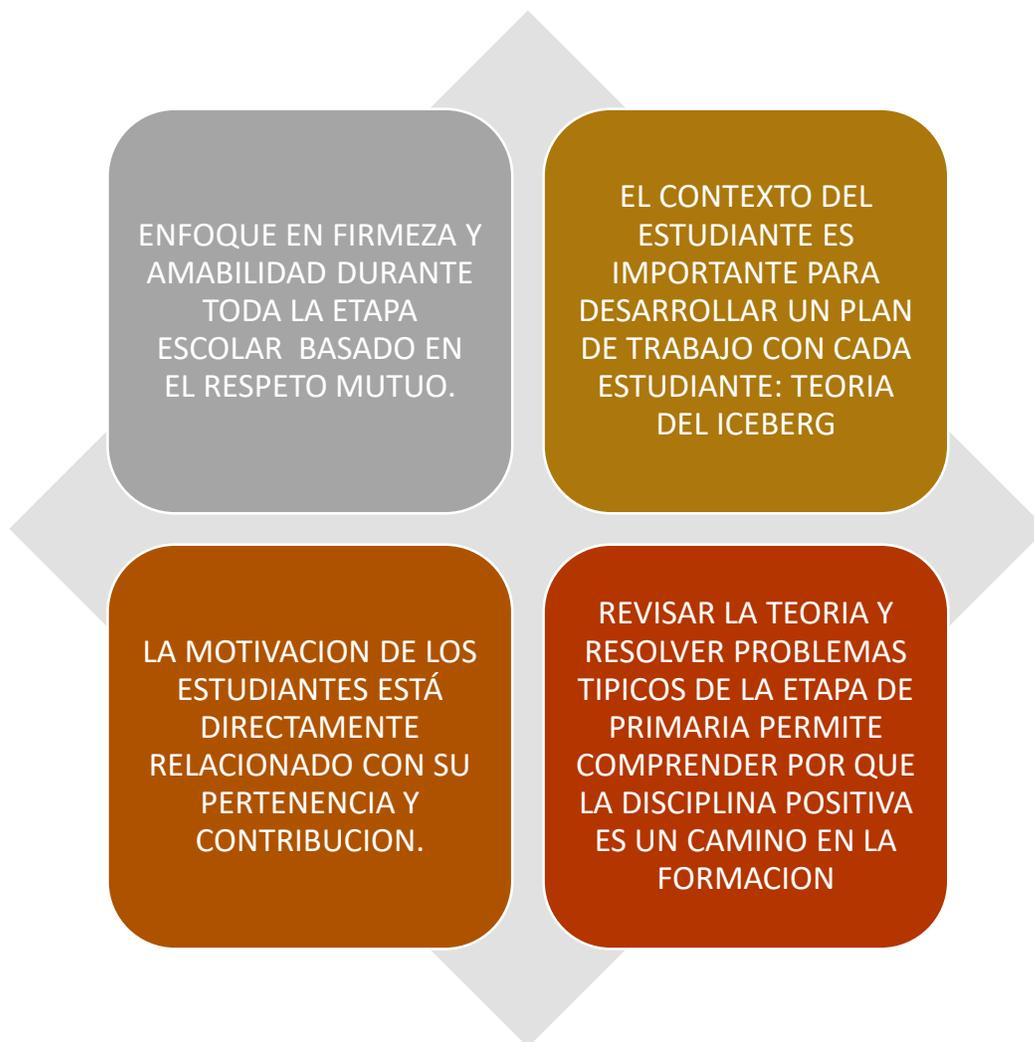 ENFOQUE EN FIRMEZA Y
AMABILIDAD DURANTE
TODA LA ETAPA
ESCOLAR  BASADO EN
EL RESPETO MUTUO.
EL CONTEXTO DEL
ESTUDIANTE ES
IMPORTANTE PARA
DESARROLLAR UN PLAN
DE TRABAJO CON CADA
ESTUDIANTE: TEORIA
DEL ICEBERG
LA MOTIVACION DE LOS
ESTUDIANTES ESTÁ
DIRECTAMENTE
RELACIONADO CON SU
PERTENENCIA Y
CONTRIBUCION.
REVISAR LA TEORIA Y
RESOLVER PROBLEMAS
TIPICOS DE LA ETAPA DE
PRIMARIA PERMITE
COMPRENDER POR QUE
LA DISCIPLINA POSITIVA
ES UN CAMINO EN LA
FORMACION